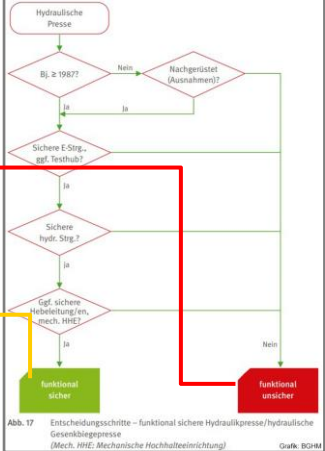 Hydraulische
Presse
Bj. ≥ 1987?
Nein
Nachgerüstet
(Ausnahmen)?
Ja
Ja
Sichere E-Strg.,
ggf. Testhub?
Ja
Sichere
hydr. Strg.?
Ja
Ggf. sichere
Hebeleitung/en,
mech. HHE?
Ja
Nein
funktional
sicher
funktional
unsicher
Abb. 17 Entscheidungsschritte – funktional sichere Hydraulikpresse/hydraulische
Gesenkbiegepresse
(Mech. HHE: Mechanische Hochhalteeinrichtung)
Grafik: BGHM